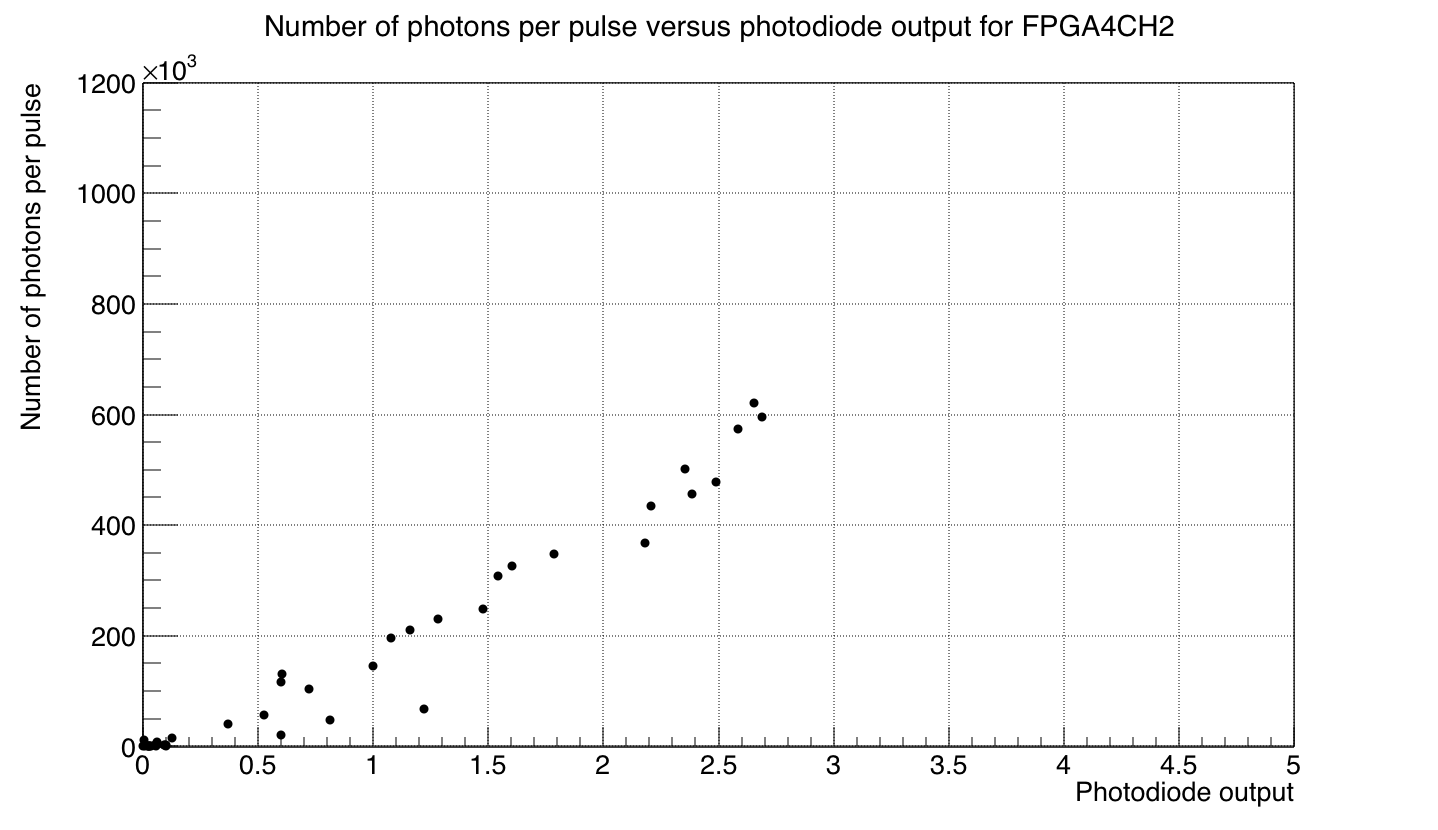 Number of photons per pulse versus photodiode output for FPGA4CH2
×10³
Number of photons per pulse
1200
1000
800
600
400
200
0
0 0.5 1 1.5 2 2.5 3 3.5 4 4.5 5
Photodiode output